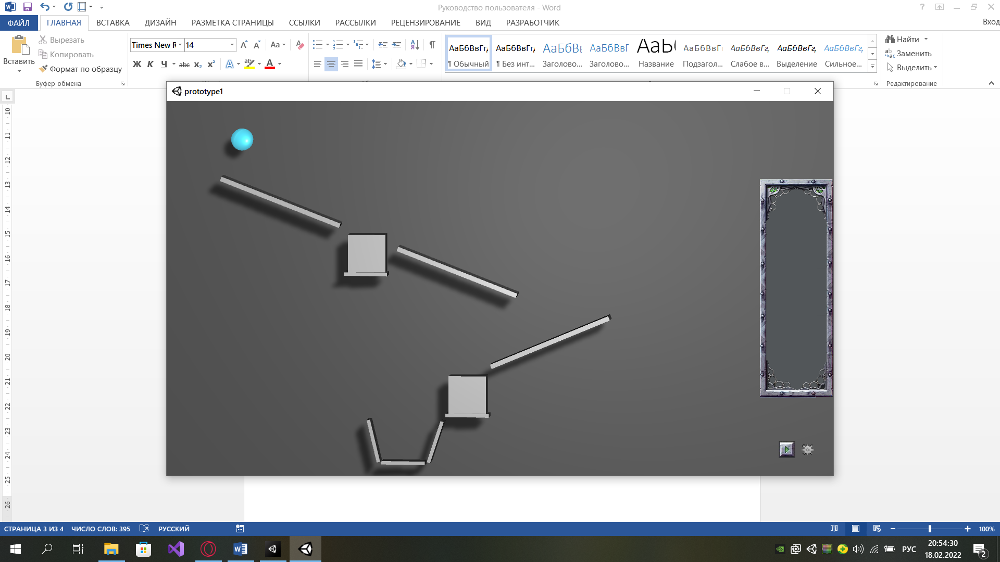 Руководство пользователя - Word
ФАЙЛ ГЛАВНАЯ ВСТАВКА ДИЗАЙН РАЗМЕТКА СТРАНИЦЫ ССЫЛКИ РАССЫЛКИ РЕЦЕНЗИРОВАНИЕ ВИД РАЗРАБОТЧИК Вход
Вставить
Вырезать
Копировать
Формат по образцу
Буфер обмена
Times New R 14
Ж К Ч abc x₂ x²
АаБбВвГг, АаБбВвГг, АаБбВі АаБбВвГ АаЫ АаБбВвГі АаБбВвГг, АаБбВвГг, АаБбВвГг,
¶ Обычный ¶ Без инт... Заголово... Заголово... Название Подзагол... Слабое в... Выделение Сильное...
Найти
Заменить
Выделить
Редактирование
prototype1
10
11
12
13
14
15
16
17
18
19
20
21
22
23
24
25
26
СТРАНИЦА 3 ИЗ 4 ЧИСЛО СЛОВ: 395 РУССКИЙ 100%
РУС
20:54:30
18.02.2022
2